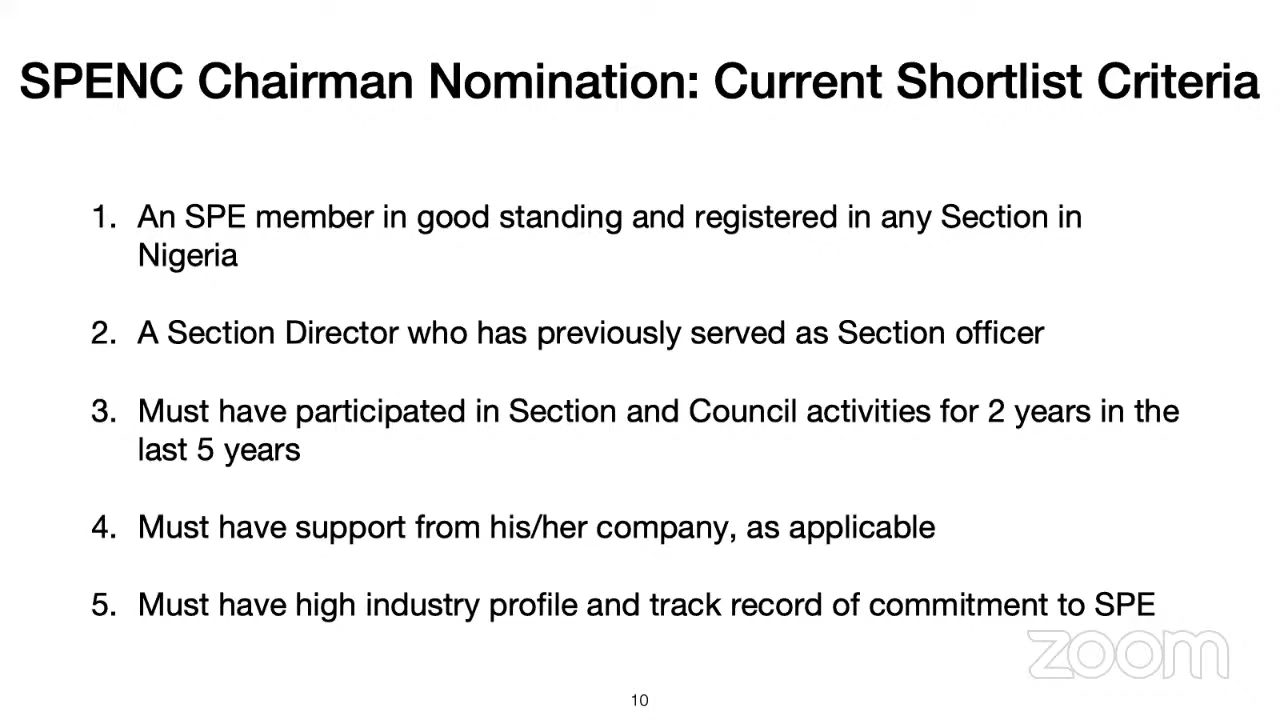 SPENC Chairman Nomination: Current Shortlist Criteria
1. An SPE member in good standing and registered in any Section in
Nigeria
2. A Section Director who has previously served as Section officer
3. Must have participated in Section and Council activities for 2 years in the
last 5 years
4. Must have support from his/her company, as applicable
5. Must have high industry profile and track record of commitment to SPE
zoom
10